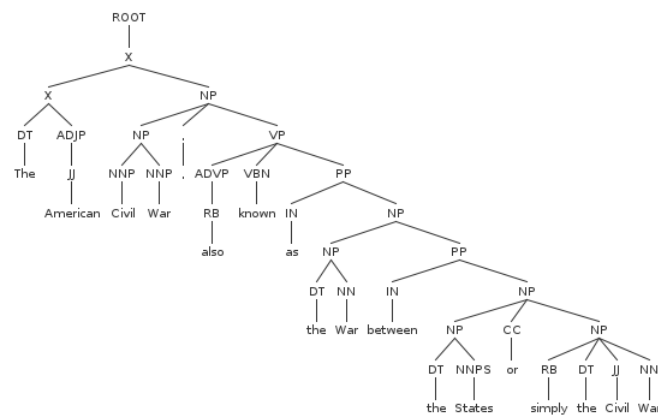 ROOT
X
X NP
DT ADJP NP , VP
The JJ NNP NNP , ADVP VBN PP
American Civil War RB known IN NP
also as NP PP
DT NN IN NP
the War between NP CC NP
DT NNPS or RB DT JJ NN
the States simply the Civil War